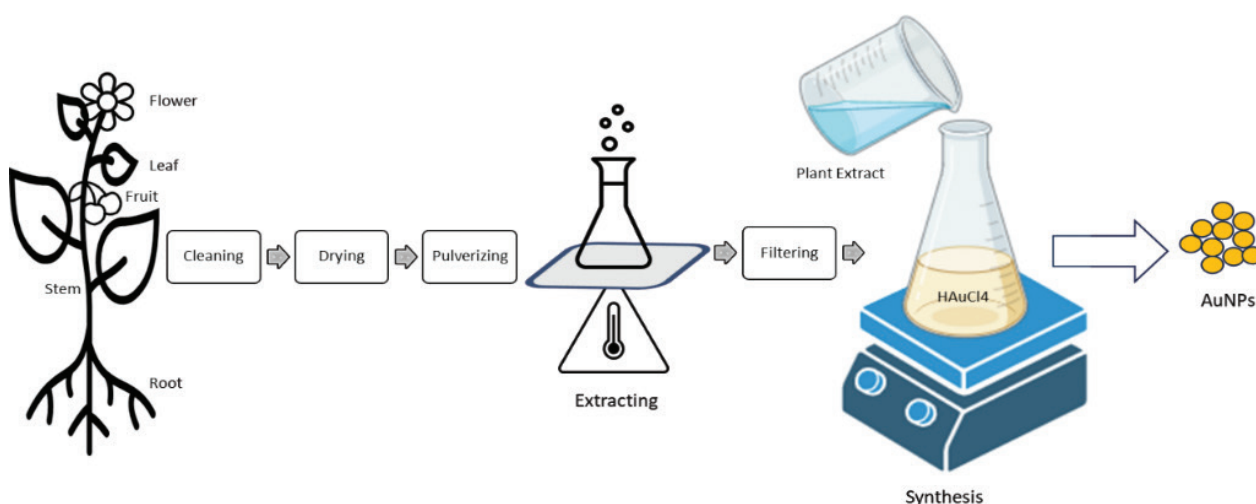 Flower
Leaf
Fruit
Stem
Root
Cleaning
Drying
Pulverizing
Extracting
Filtering
Plant Extract
HAuCl4
Synthesis
AuNPs